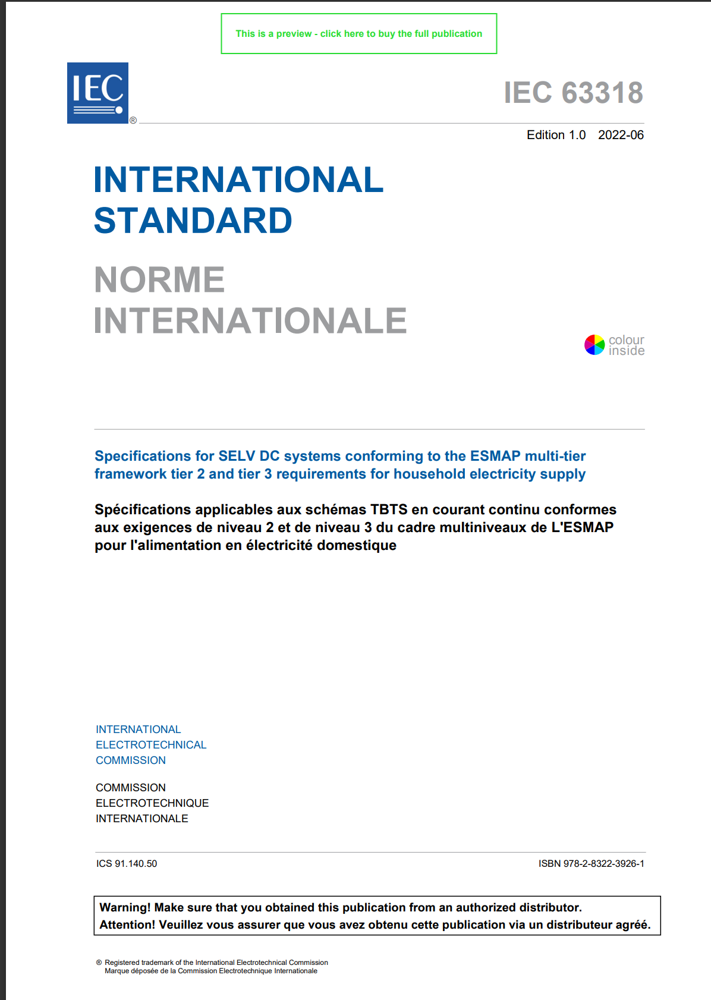 This is a preview - click here to buy the full publication
IEC
®
IEC 63318
Edition 1.0 2022-06
INTERNATIONAL
STANDARD
NORME
INTERNATIONALE
colour
inside
Specifications for SELV DC systems conforming to the ESMAP multi-tier
framework tier 2 and tier 3 requirements for household electricity supply
Spécifications applicables aux schémas TBTS en courant continu conformes
aux exigences de niveau 2 et de niveau 3 du cadre multiniveaux de L'ESMAP
pour l'alimentation en électricité domestique
INTERNATIONAL
ELECTROTECHNICAL
COMMISSION
COMMISSION
ELECTROTECHNIQUE
INTERNATIONALE
ICS 91.140.50
ISBN 978-2-8322-3926-1
Warning! Make sure that you obtained this publication from an authorized distributor.
Attention! Veuillez vous assurer que vous avez obtenu cette publication via un distributeur agréé.
® Registered trademark of the International Electrotechnical Commission
Marque déposée de la Commission Electrotechnique Internationale